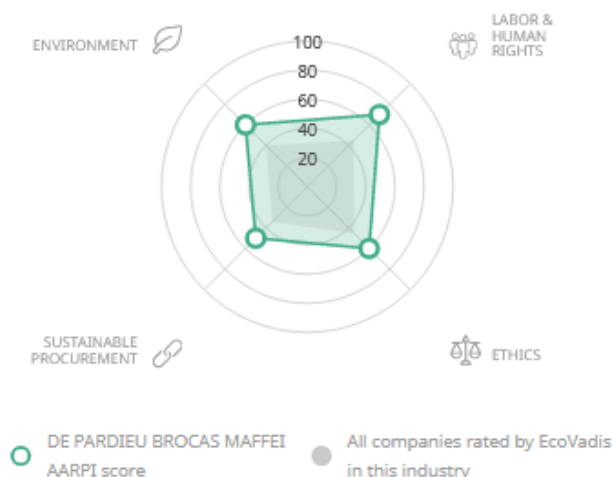 ENVIRONMENT
LABOR &
HUMAN
RIGHTS
100
80
60
40
20
SUSTAINABLE
PROCUREMENT
ETHICS
DE PARDIEU BROCAS MAFFEI
AARPI score
All companies rated by EcoVadis
in this industry